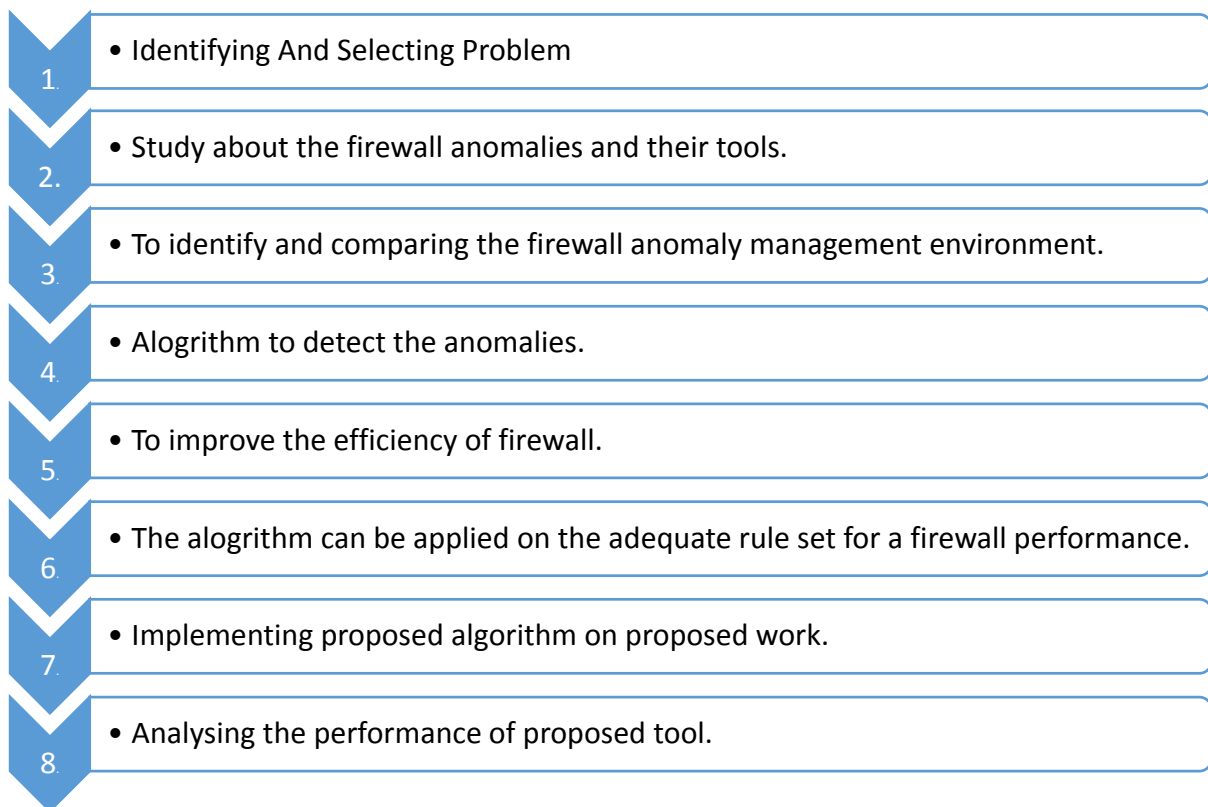 1.
• Identifying And Selecting Problem
2.
• Study about the firewall anomalies and their tools.
3.
• To identify and comparing the firewall anomaly management environment.
4.
• Alogrithm to detect the anomalies.
5.
• To improve the efficiency of firewall.
6.
• The alogrithm can be applied on the adequate rule set for a firewall performance.
7.
• Implementing proposed algorithm on proposed work.
8.
• Analysing the performance of proposed tool.